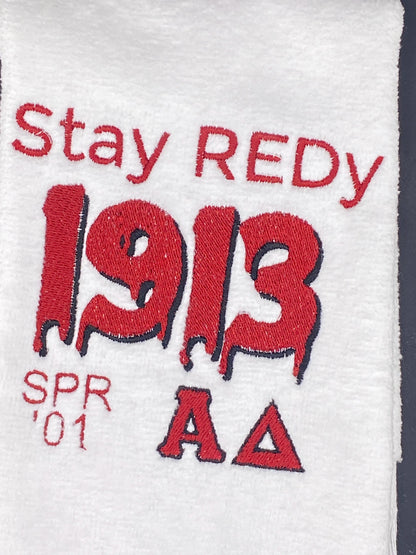 Stay REDy
1913
SPR
'01
ΑΔ